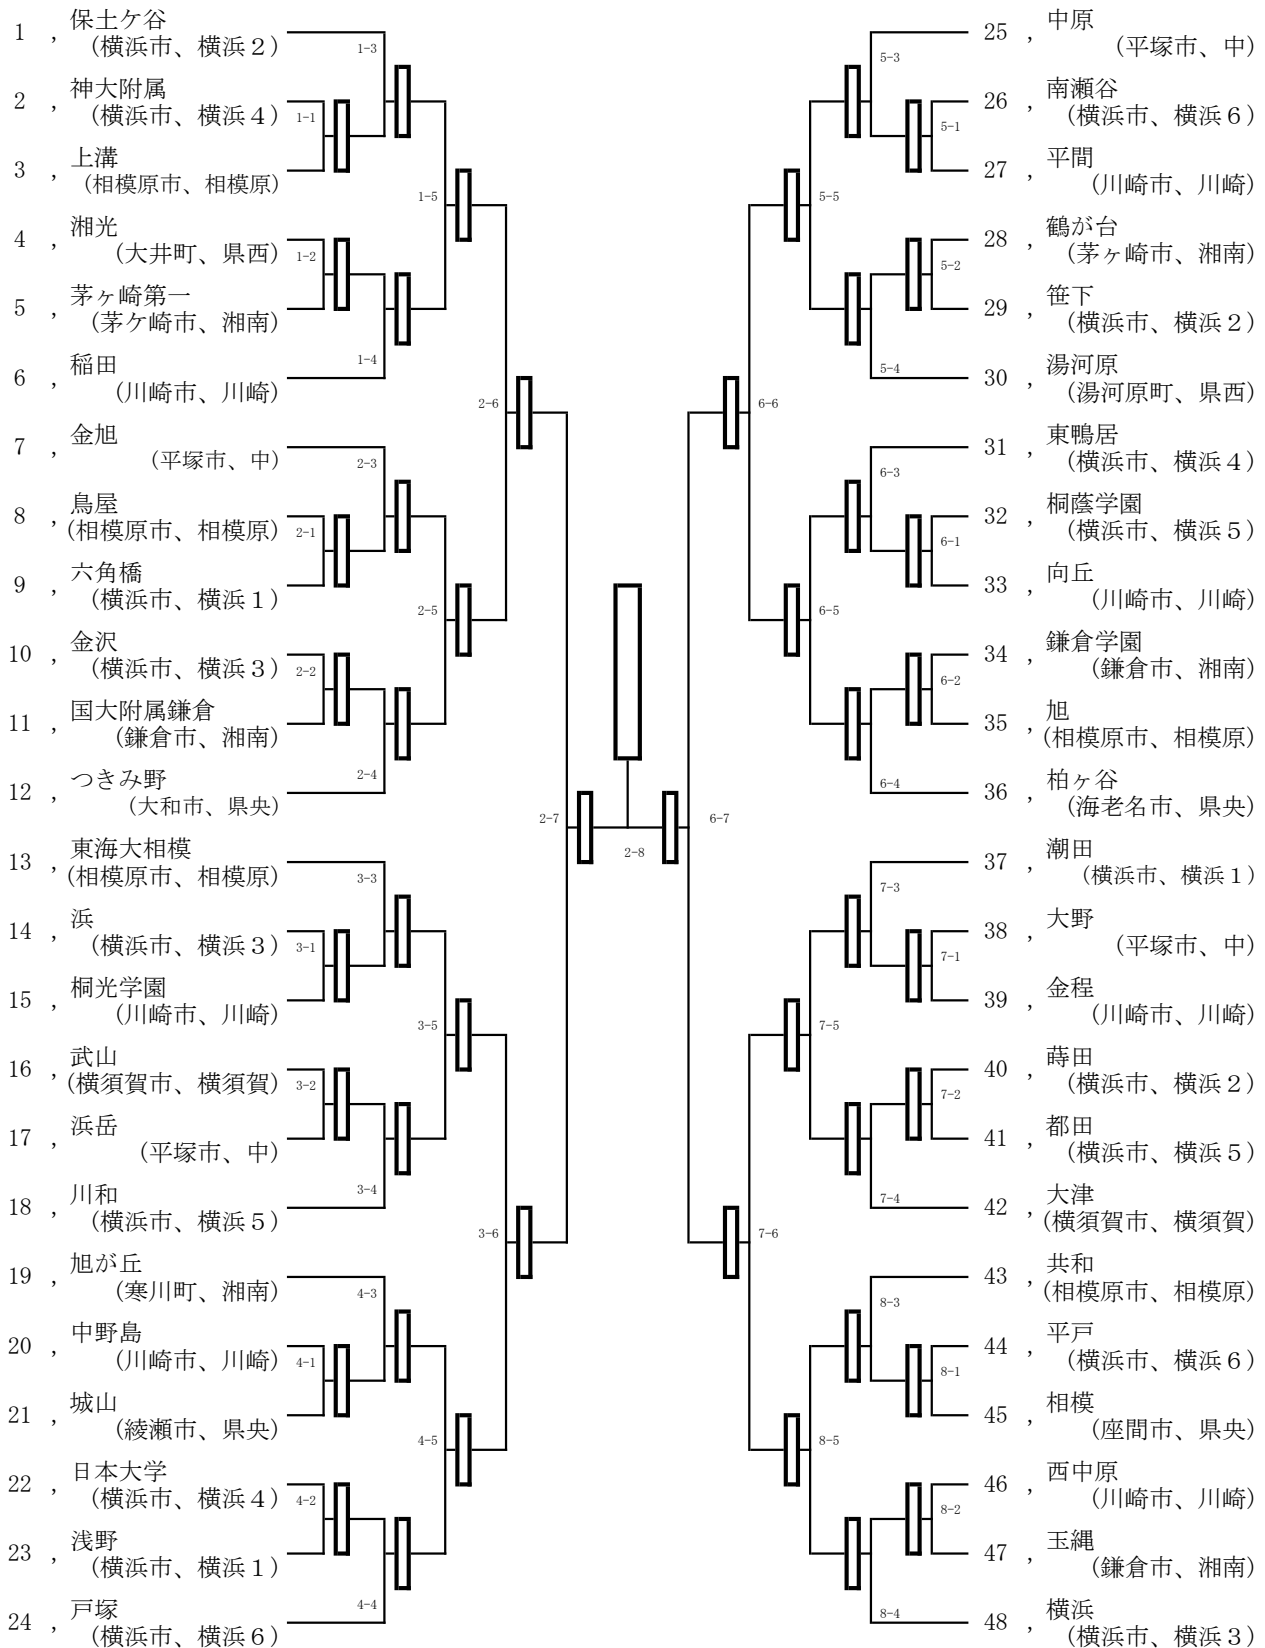 1 , 保土ケ谷
(横浜市、横浜２)
1-3
2 , 神大附属
(横浜市、横浜４)
1-1
3 , 上溝
(相模原市、相模原)
1-5
4 , 湘光
(大井町、県西)
1-2
5 , 茅ヶ崎第一
(茅ケ崎市、湘南)
1-4
6 , 稲田
(川崎市、川崎)
2-6
7 , 金旭
(平塚市、中)
2-3
8 , 鳥屋
(相模原市、相模原)
2-1
9 , 六角橋
(横浜市、横浜１)
2-5
10 , 金沢
(横浜市、横浜３)
2-2
11 , 国大附属鎌倉
(鎌倉市、湘南)
2-4
12 , つきみ野
(大和市、県央)
2-7
13 , 東海大相模
(相模原市、相模原)
3-3
14 , 浜
(横浜市、横浜３)
3-1
15 , 桐光学園
(川崎市、川崎)
3-5
16 , 武山
(横須賀市、横須賀)
3-2
17 , 浜岳
(平塚市、中)
3-4
18 , 川和
(横浜市、横浜５)
3-6
19 , 旭が丘
(寒川町、湘南)
4-3
20 , 中野島
(川崎市、川崎)
4-1
21 , 城山
(綾瀬市、県央)
4-5
22 , 日本大学
(横浜市、横浜４)
4-2
23 , 浅野
(横浜市、横浜１)
4-4
24 , 戸塚
(横浜市、横浜６)
2-8
25 , 中原
(平塚市、中)
5-3
26 , 南瀬谷
(横浜市、横浜６)
5-1
27 , 平間
(川崎市、川崎)
5-5
28 , 鶴が台
(茅ヶ崎市、湘南)
5-2
29 , 笹下
(横浜市、横浜２)
5-4
30 , 湯河原
(湯河原町、県西)
6-6
31 , 東鴨居
(横浜市、横浜４)
6-3
32 , 桐蔭学園
(横浜市、横浜５)
6-1
33 , 向丘
(川崎市、川崎)
6-5
34 , 鎌倉学園
(鎌倉市、湘南)
6-2
35 , 旭
(相模原市、相模原)
6-4
36 , 柏ヶ谷
(海老名市、県央)
6-7
37 , 潮田
(横浜市、横浜１)
7-3
38 , 大野
(平塚市、中)
7-1
39 , 金程
(川崎市、川崎)
7-5
40 , 蒔田
(横浜市、横浜２)
7-2
41 , 都田
(横浜市、横浜５)
7-4
42 , 大津
(横須賀市、横須賀)
7-6
43 , 共和
(相模原市、相模原)
8-3
44 , 平戸
(横浜市、横浜６)
8-1
45 , 相模
(座間市、県央)
8-5
46 , 西中原
(川崎市、川崎)
8-2
47 , 玉縄
(鎌倉市、湘南)
8-4
48 , 横浜
(横浜市、横浜３)